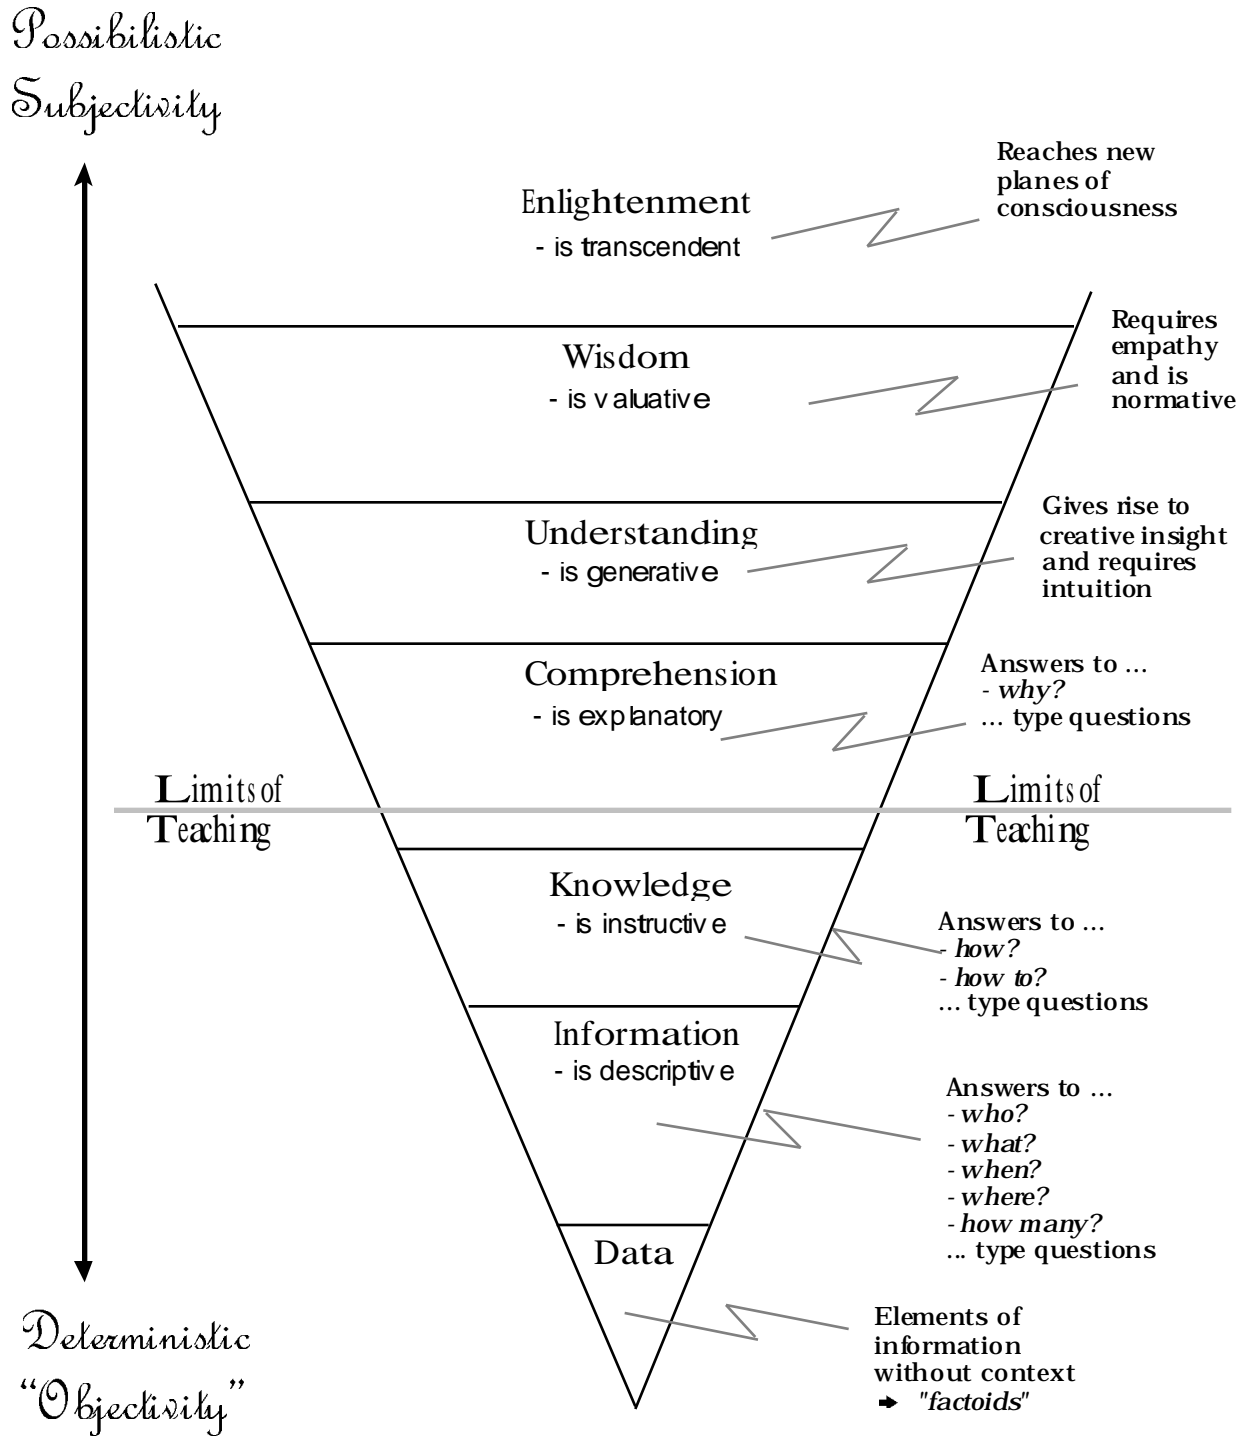 Possibilistic
Subjectivity
Reaches new
planes of
consciousness
Enlightenment
- is transcendent
Requires
empathy
and is
normative
Wisdom
- is valuative
Gives rise to
creative insight
and requires
intuition
Understanding
- is generative
Answers to ...
- why?
... type questions
Comprehension
- is explanatory
Limits of
Teaching
Limits of
Teaching
Knowledge
- is instructive
Answers to ...
- how?
- how to?
... type questions
Information
- is descriptive
Answers to ...
- who?
- what?
- when?
- where?
- how many?
... type questions
Data
Elements of
information
without context
➨ "factoids"
Deterministic
“Objectivity”